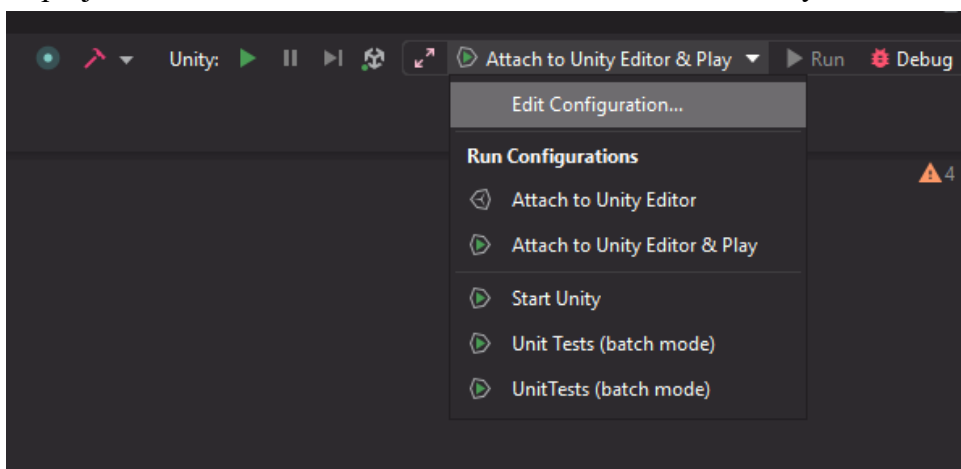 Unity:
Attach to Unity Editor & Play
Run
Debug
Edit Configuration...
Run Configurations
4
Attach to Unity Editor
Attach to Unity Editor & Play
Start Unity
Unit Tests (batch mode)
UnitTests (batch mode)